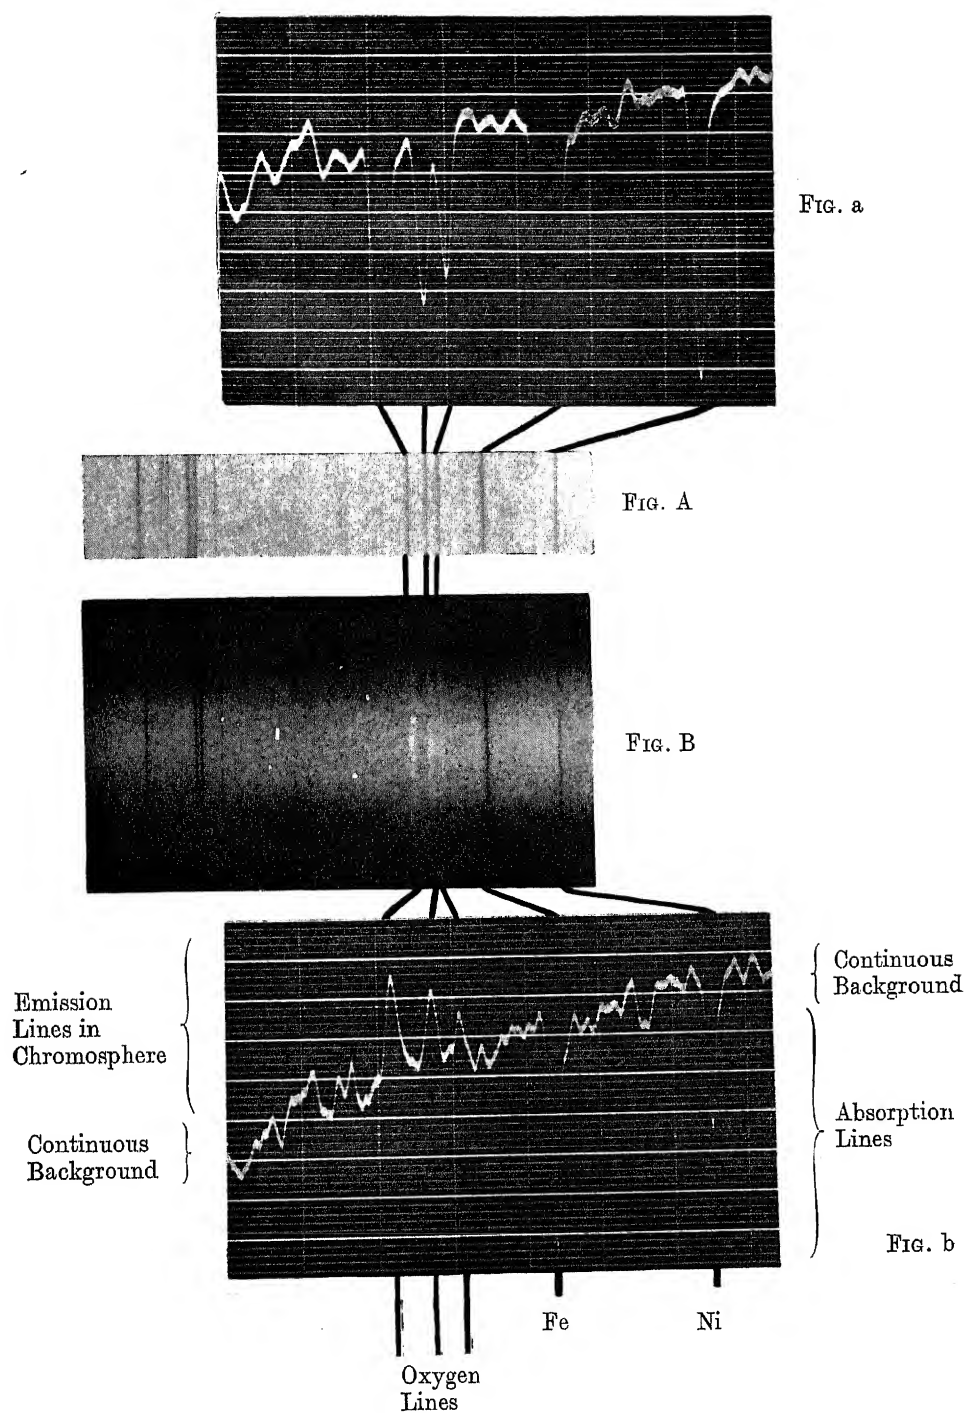 FIG. a
FIG. A
FIG. B
Emission
Lines in
Chromosphere
Continuous
Background
Continuous
Background
Absorption
Lines
FIG. b
Fe
Ni
Oxygen
Lines